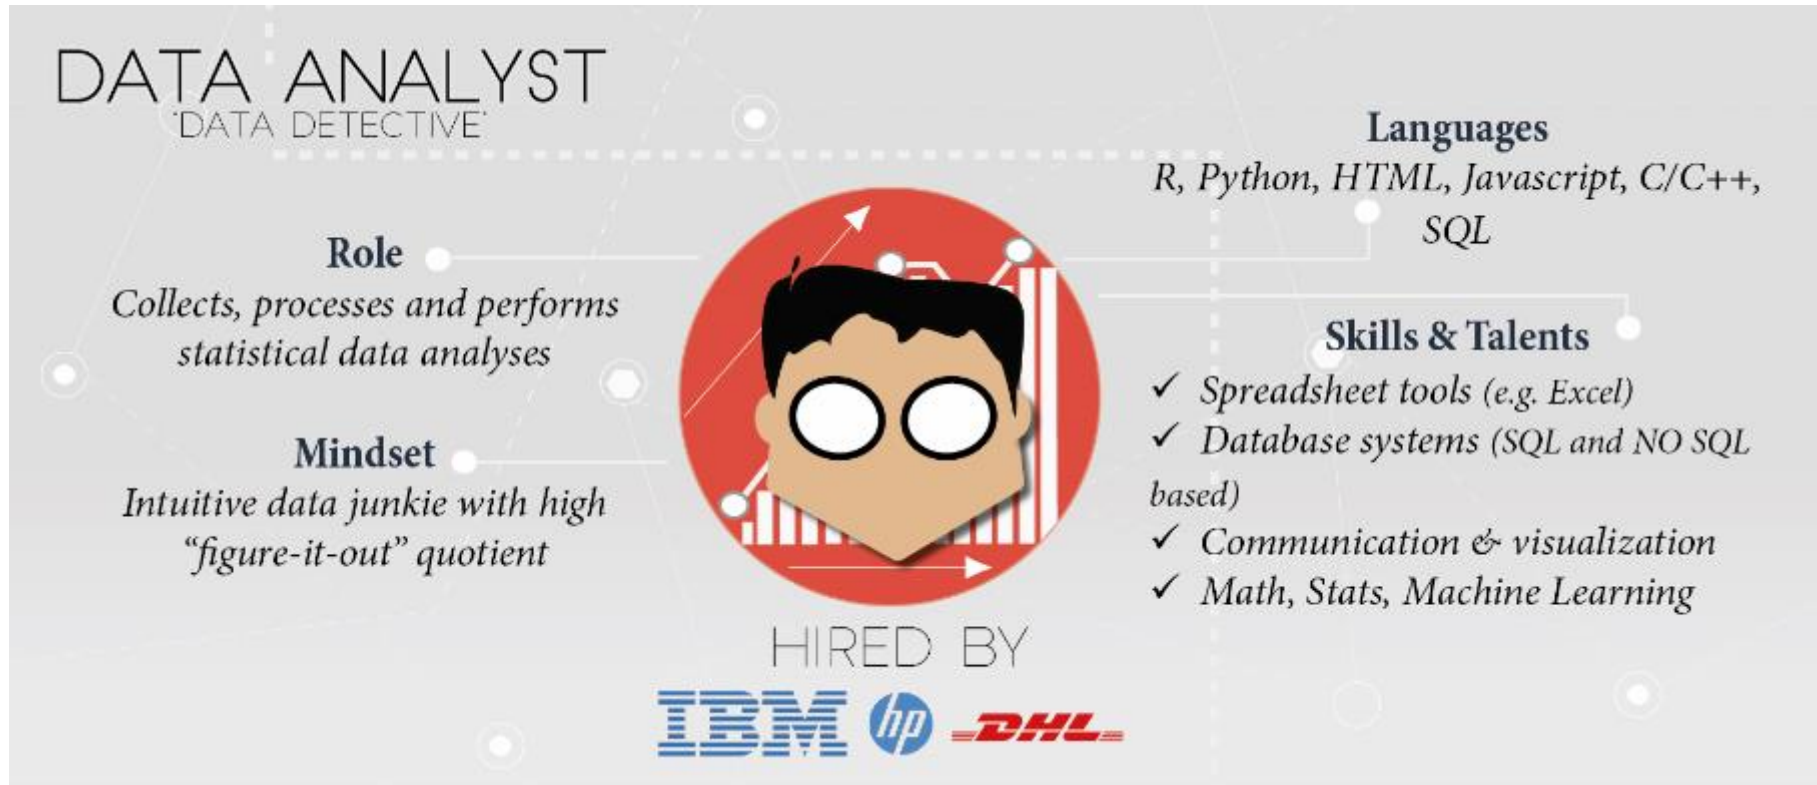 DATA ANALYST
'DATA DETECTIVE'
Role
Collects, processes and performs
statistical data analyses
Mindset
Intuitive data junkie with high
“figure-it-out” quotient
Languages
R, Python, HTML, Javascript, C/C++,
SQL
Skills & Talents
✓ Spreadsheet tools (e.g. Excel)
✓ Database systems (SQL and NO SQL
based)
✓ Communication & visualization
✓ Math, Stats, Machine Learning
HIRED BY
IBM hp DHL